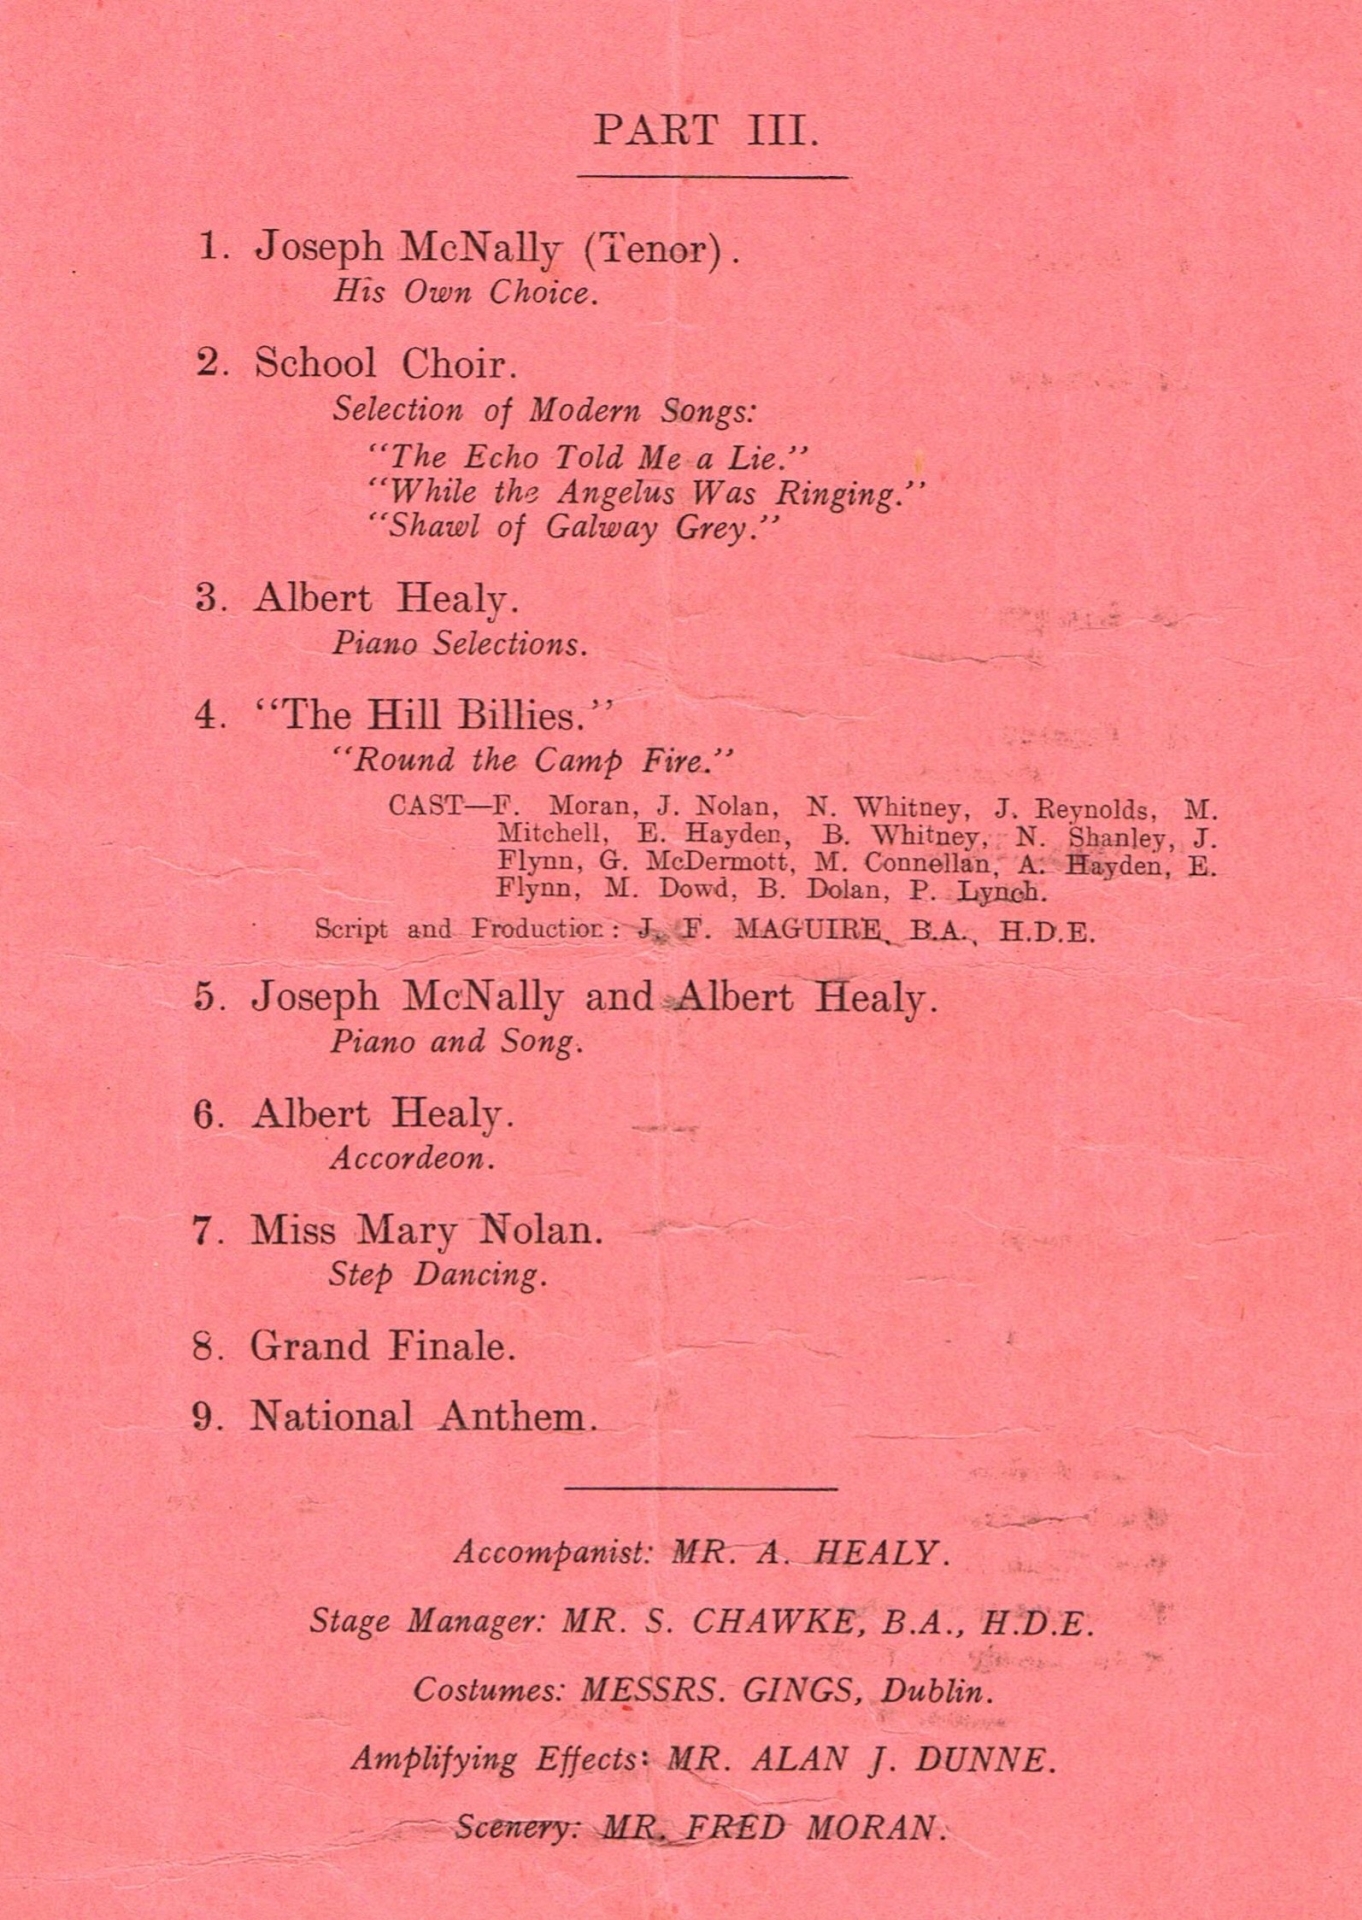 PART III.
1. Joseph McNally (Tenor).
His Own Choice.
2. School Choir.
Selection of Modern Songs:
"The Echo Told Me a Lie."
"While the Angelus Was Ringing."
"Shawl of Galway Grey."
3. Albert Healy.
Piano Selections.
4. "The Hill Billies."
"Round the Camp Fire."
CAST—F. Moran, J. Nolan, N. Whitney, J. Reynolds, M.
Mitchell, E. Hayden, B. Whitney, N. Shanley, J.
Flynn, G. McDermott, M. Connellan, A. Hayden, E.
Flynn, M. Dowd, B. Dolan, P. Lynch.
Script and Production: J. F. MAGUIRE, B.A., H.D.E.
5. Joseph McNally and Albert Healy.
Piano and Song.
6. Albert Healy.
Accordeon.
7. Miss Mary Nolan.
Step Dancing.
8. Grand Finale.
9. National Anthem.
Accompanist: MR. A. HEALY.
Stage Manager: MR. S. CHAWKE, B.A., H.D.E.
Costumes: MESSRS. GINGS, Dublin.
Amplifying Effects: MR. ALAN J. DUNNE.
Scenery: MR. FRED MORAN.